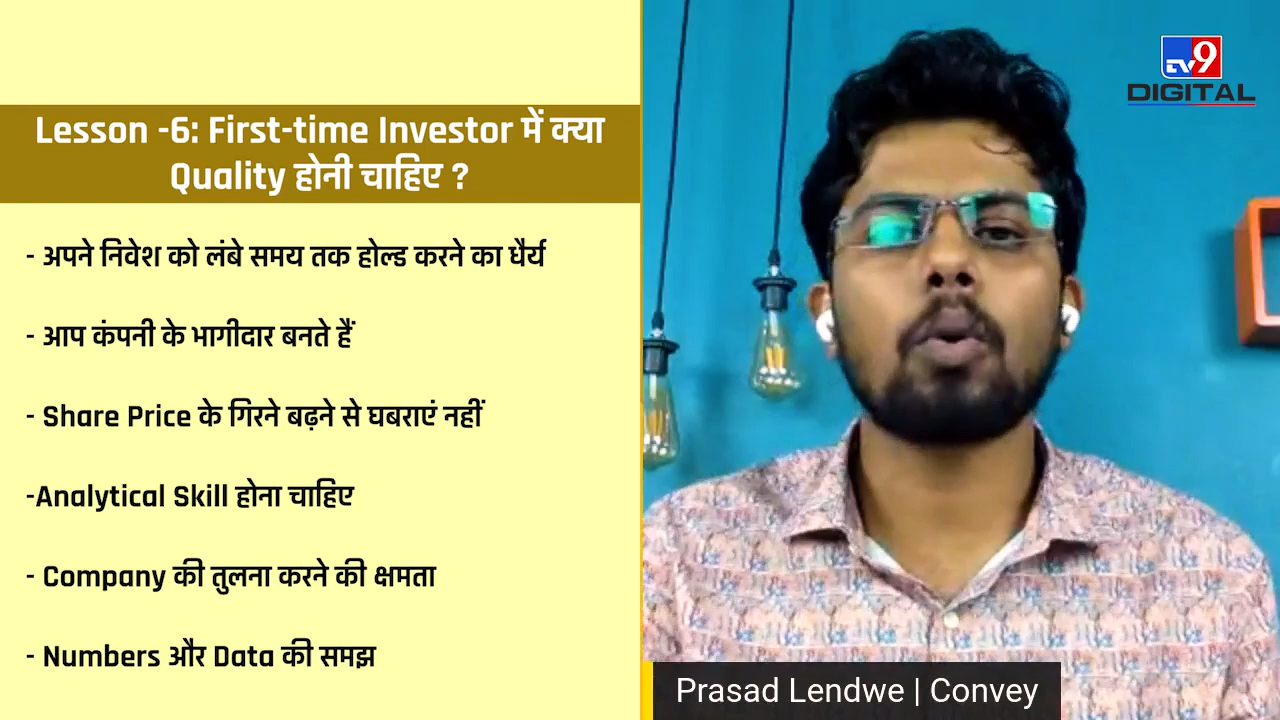 Lesson -6: First-time Investor में क्या
Quality होनी चाहिए ?
- अपने निवेश को लंबे समय तक होल्ड करने का धैर्य
- आप कंपनी के भागीदार बनते हैं
- Share Price के गिरने बढ़ने से घबराएं नहीं
-Analytical Skill होना चाहिए
- Company की तुलना करने की क्षमता
- Numbers और Data की समझ
TV9
DIGITAL
Prasad Lendwe | Convey